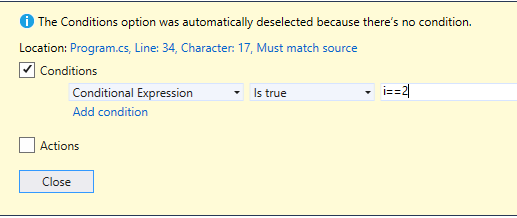 The Conditions option was automatically deselected because there's no condition.
Location: Program.cs, Line: 34, Character: 17, Must match source
Conditions
Conditional Expression Is true i==2
Add condition
Actions
Close